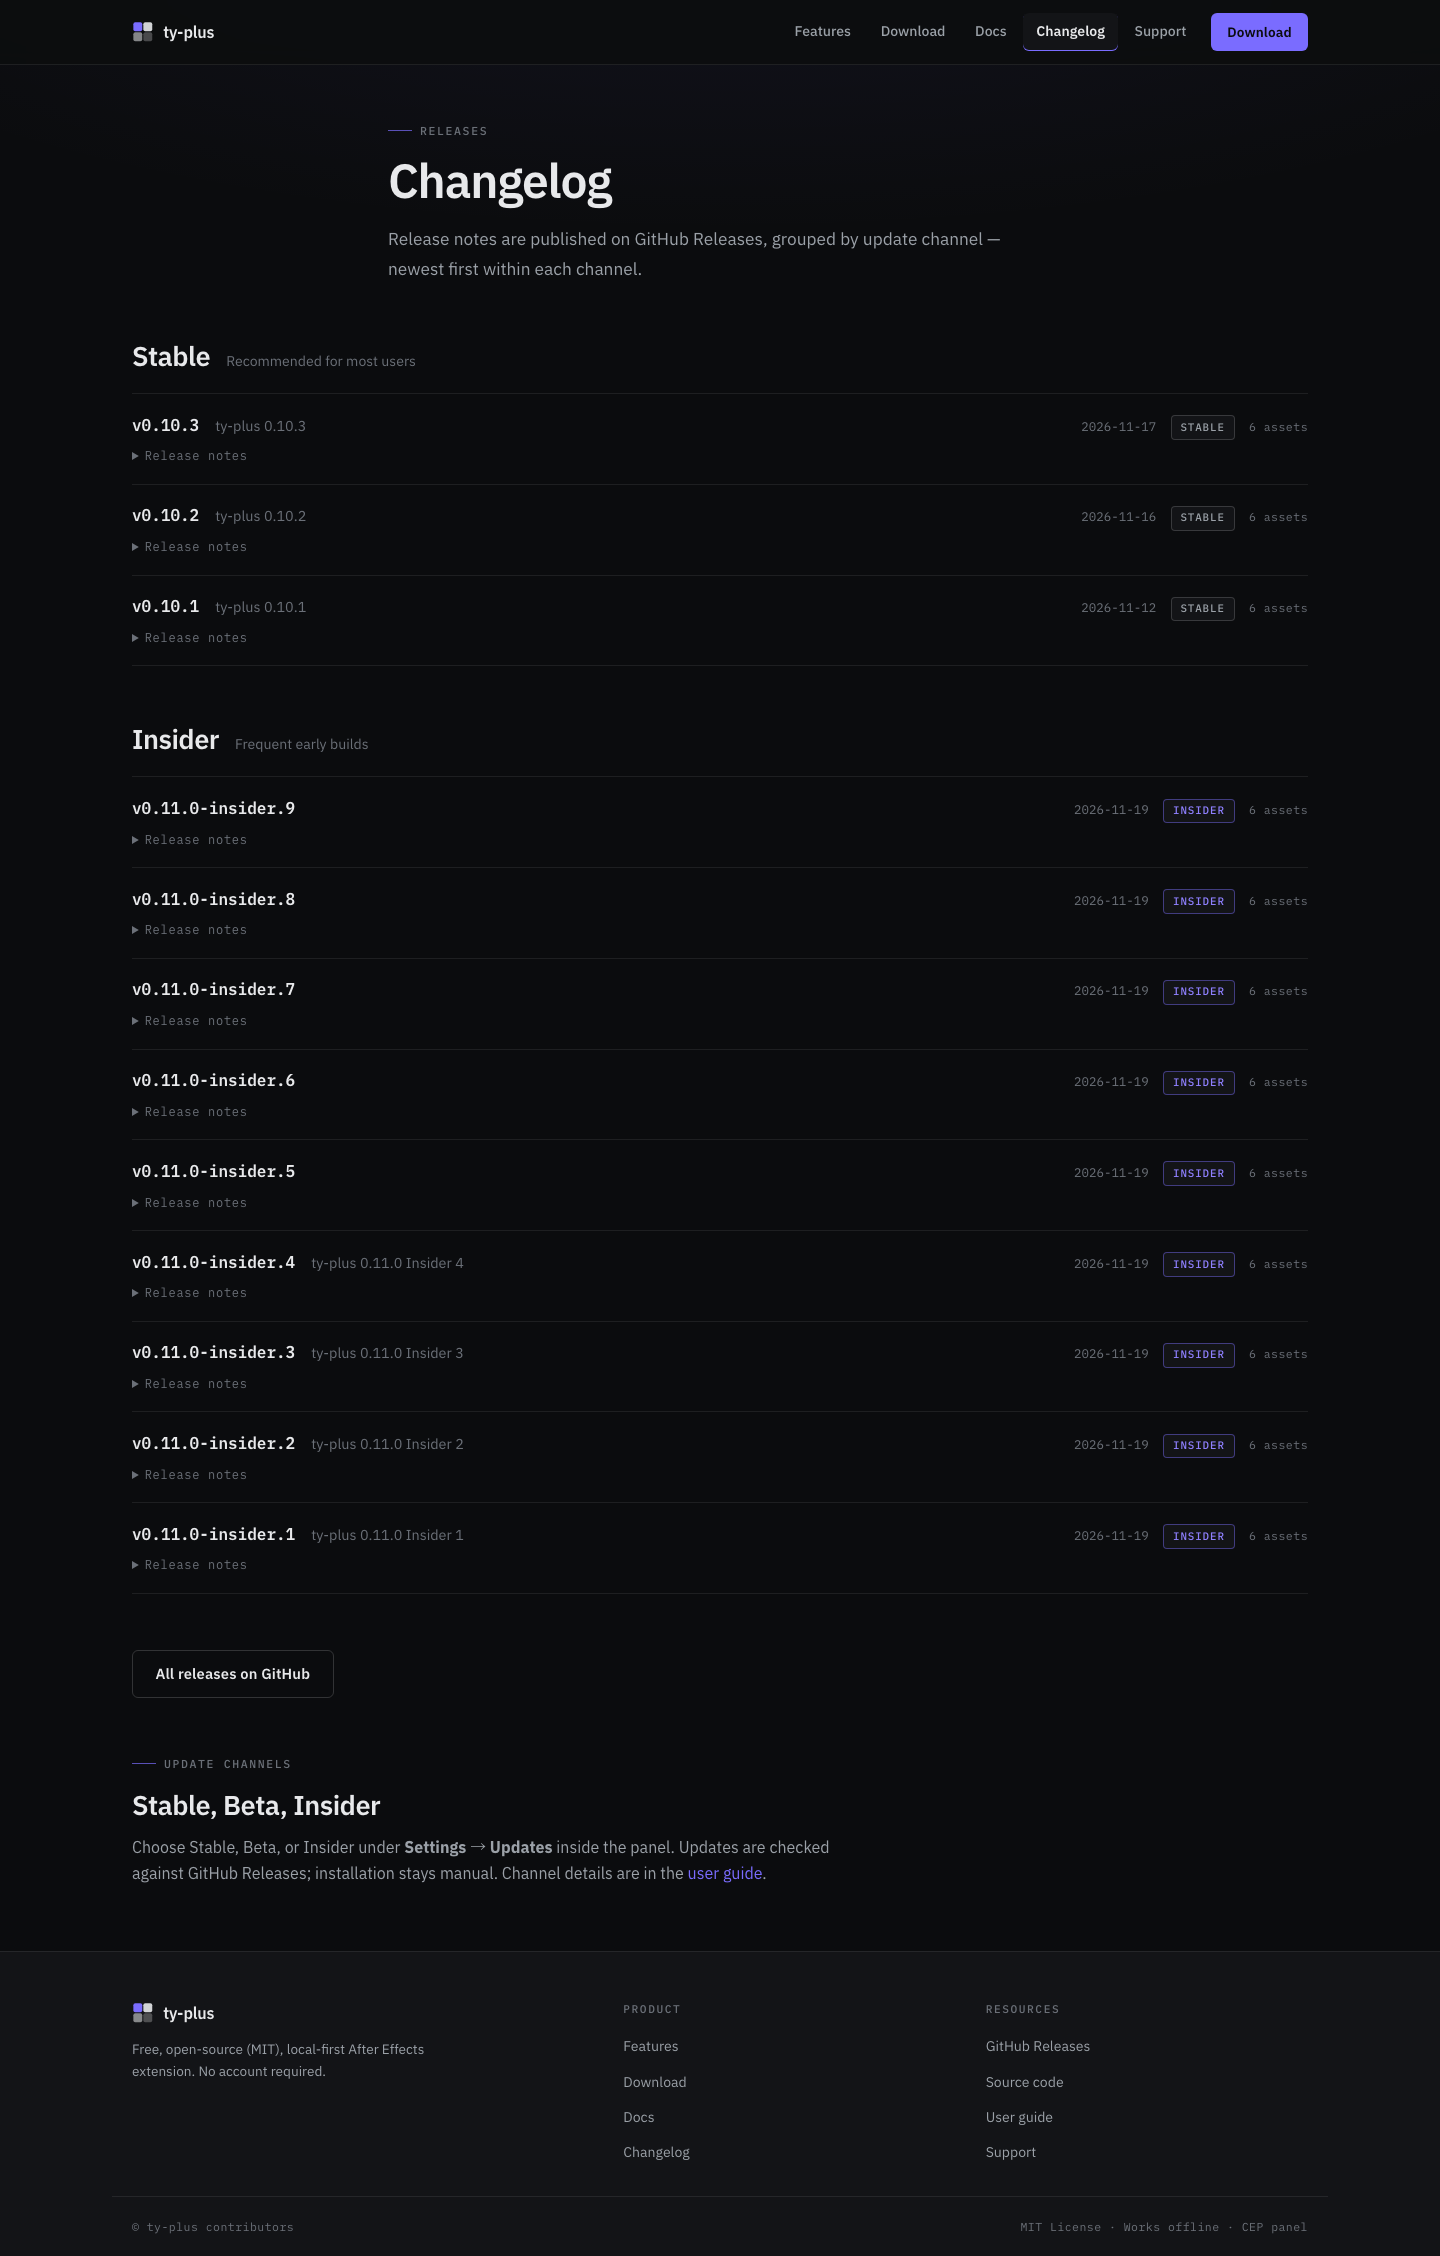 ty-plus
Features Download Docs Changelog Support Download
RELEASES
Changelog
Release notes are published on GitHub Releases, grouped by update channel —
newest first within each channel.
Stable Recommended for most users
v0.10.3 ty-plus 0.10.3 2026-11-17 STABLE 6 assets
Release notes
v0.10.2 ty-plus 0.10.2 2026-11-16 STABLE 6 assets
Release notes
v0.10.1 ty-plus 0.10.1 2026-11-12 STABLE 6 assets
Release notes
Insider Frequent early builds
v0.11.0-insider.9 2026-11-19 INSIDER 6 assets
Release notes
v0.11.0-insider.8 2026-11-19 INSIDER 6 assets
Release notes
v0.11.0-insider.7 2026-11-19 INSIDER 6 assets
Release notes
v0.11.0-insider.6 2026-11-19 INSIDER 6 assets
Release notes
v0.11.0-insider.5 2026-11-19 INSIDER 6 assets
Release notes
v0.11.0-insider.4 ty-plus 0.11.0 Insider 4 2026-11-19 INSIDER 6 assets
Release notes
v0.11.0-insider.3 ty-plus 0.11.0 Insider 3 2026-11-19 INSIDER 6 assets
Release notes
v0.11.0-insider.2 ty-plus 0.11.0 Insider 2 2026-11-19 INSIDER 6 assets
Release notes
v0.11.0-insider.1 ty-plus 0.11.0 Insider 1 2026-11-19 INSIDER 6 assets
Release notes
All releases on GitHub
UPDATE CHANNELS
Stable, Beta, Insider
Choose Stable, Beta, or Insider under Settings → Updates inside the panel. Updates are checked
against GitHub Releases; installation stays manual. Channel details are in the user guide.
ty-plus
Free, open-source (MIT), local-first After Effects
extension. No account required.
PRODUCT
Features
Download
Docs
Changelog
RESOURCES
GitHub Releases
Source code
User guide
Support
© ty-plus contributors
MIT License · Works offline · CEP panel